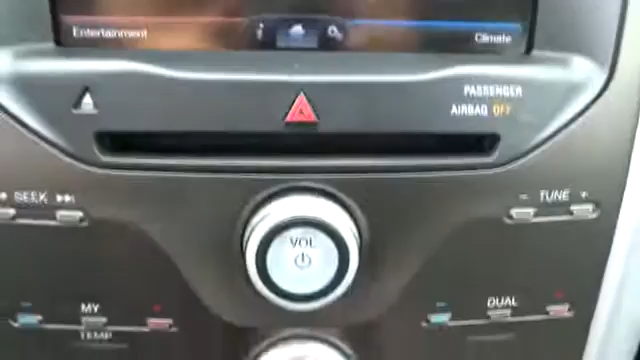 Entertainment
Climate
PASSENGER
AIRBAG OFF
SEEK
- TUNE +
VOL
MY
TEMP
DUAL